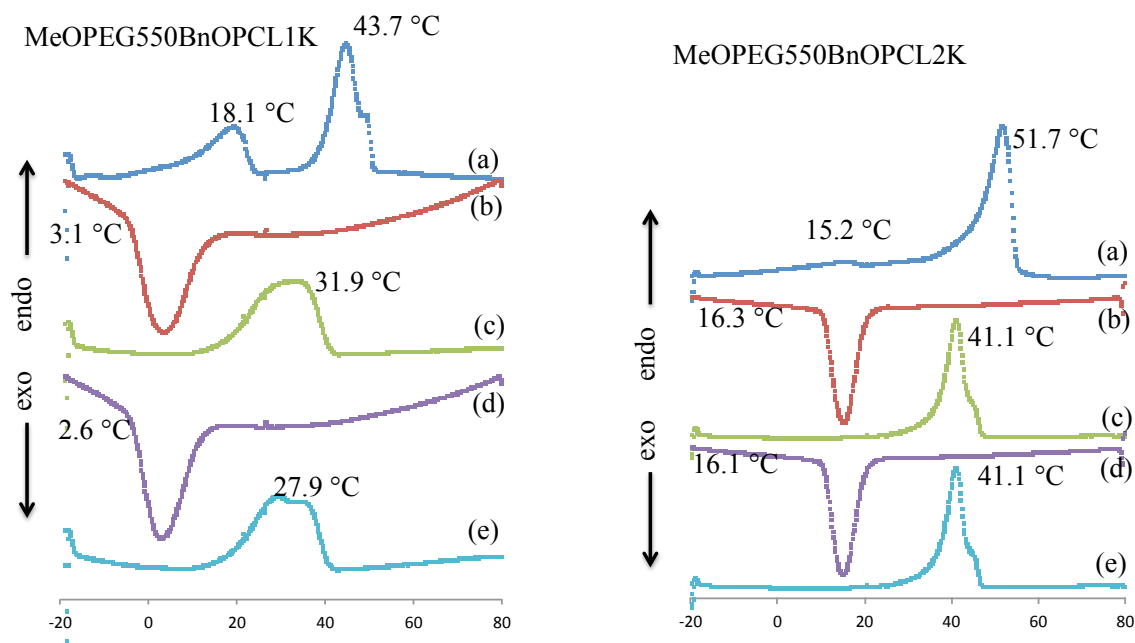 MeOPEG550BnOPCL1K
43.7 °C
18.1 °C
(a)
(b)
3.1 °C
31.9 °C
(c)
(d)
2.6 °C
27.9 °C
(e)
endo
exo
-20 0 20 40 60 80
MeOPEG550BnOPCL2K
51.7 °C
15.2 °C
(a)
16.3 °C
(b)
41.1 °C
(c)
16.1 °C
(d)
41.1 °C
(e)
endo
exo
-20 0 20 40 60 80